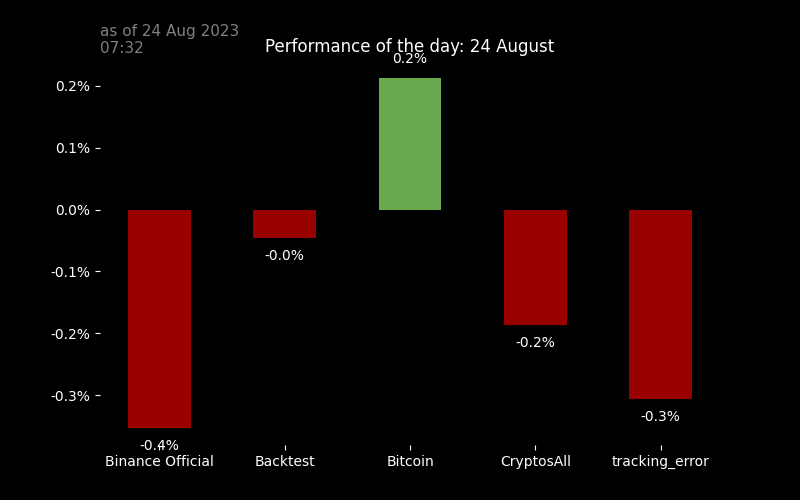 as of 24 Aug 2023
07:32
Performance of the day: 24 August
0.2%
0.2%
0.1%
0.0%
-0.1%
-0.0%
-0.2%
-0.2%
-0.3%
-0.3%
-0.4%
Binance Official
Backtest
Bitcoin
CryptosAll
tracking_error